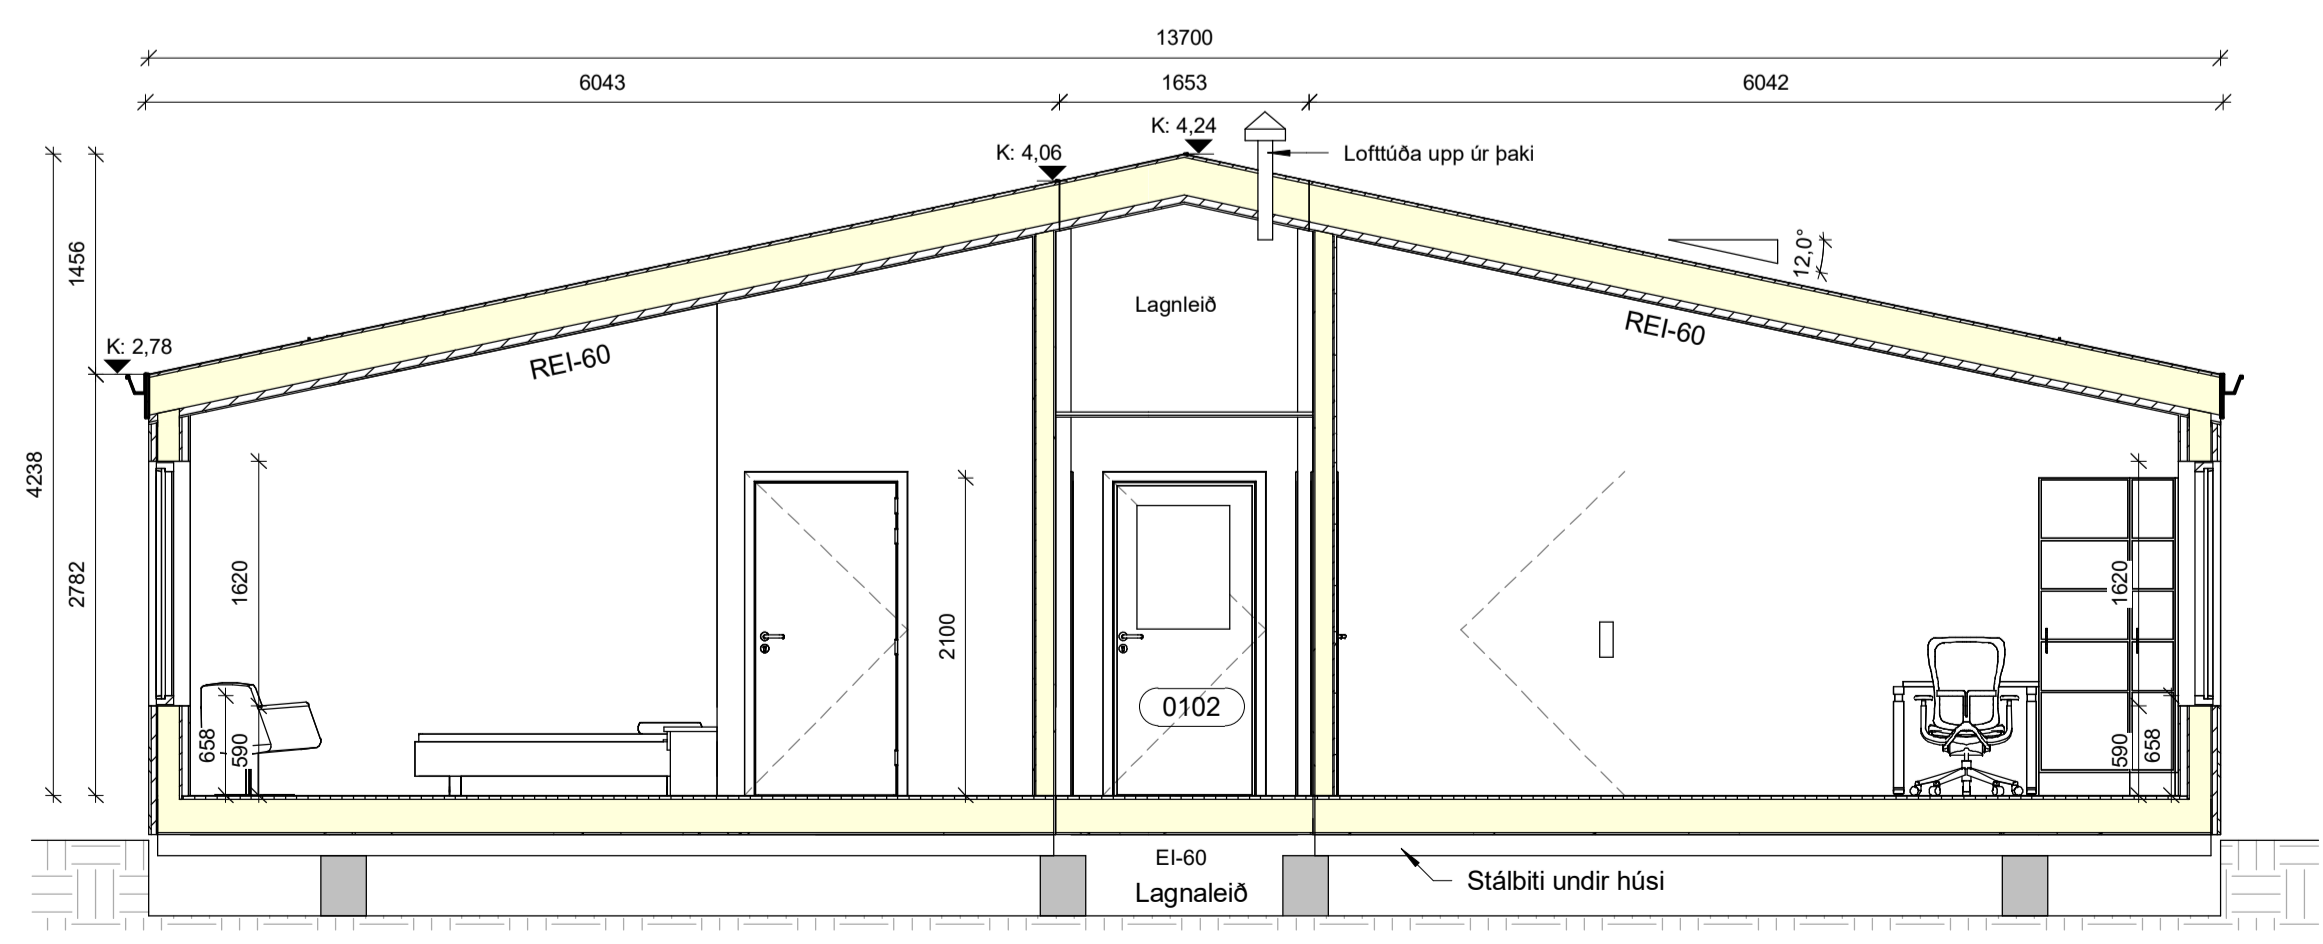 13700
6043
1653
6042
K: 4,24
K: 4,06
Lofttúða upp úr þaki
1456
12,0°
Lagnleið
REI-60
K: 2,78
REI-60
4238
2782
1620
1620
2100
0102
658
590
590
658
EI-60
Stálbiti undir húsi
Lagnaleið